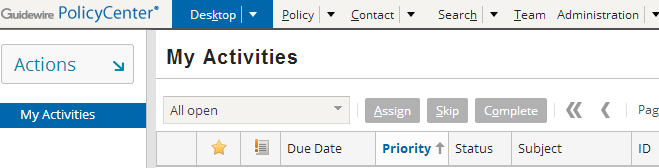 Guidewire PolicyCenter® Desktop Policy Contact Search Team Administration
Actions
My Activities
My Activities
All open Assign Skip Complete Pag
Due Date Priority Status Subject ID